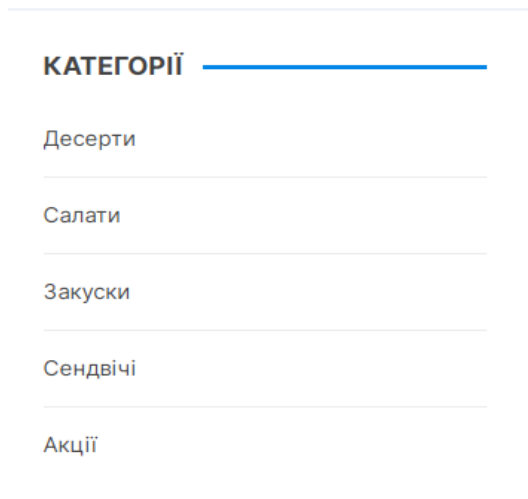 КАТЕГОРІЇ
Десерти
Салати
Закуски
Сендвічі
Акції